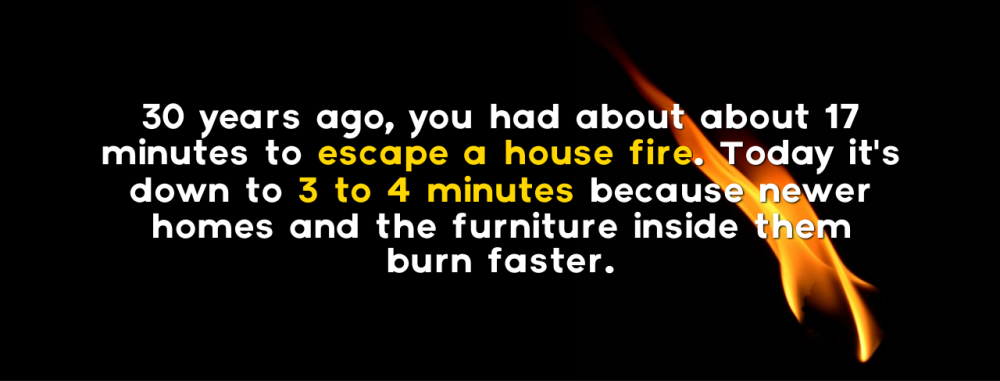 30 years ago, you had about about 17
minutes to escape a house fire. Today it's
down to 3 to 4 minutes because newer
homes and the furniture inside them
burn faster.